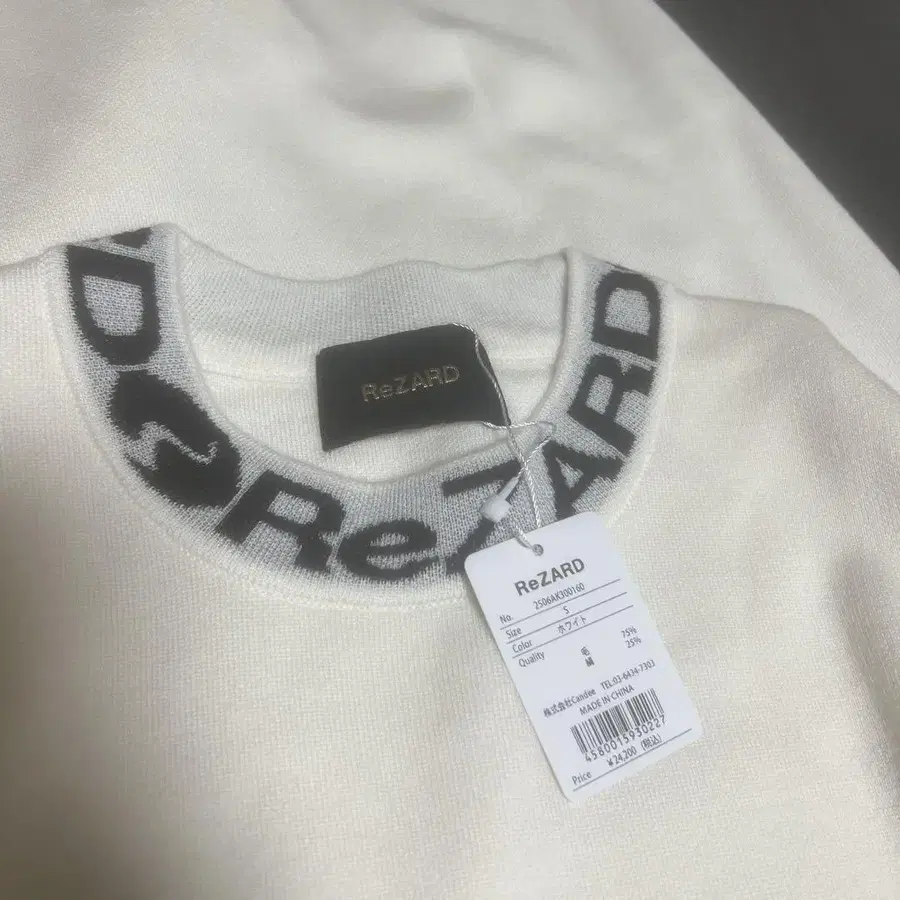 D
ReZARD
ReZARD
ReZARD
No. 2506AK300160
Size S
Color ホワイト
Quality 毛 75%
綿 25%
株式会社Candee TEL:03-6434-7303
MADE IN CHINA
4580015930227
Price ¥24,200 (税込)